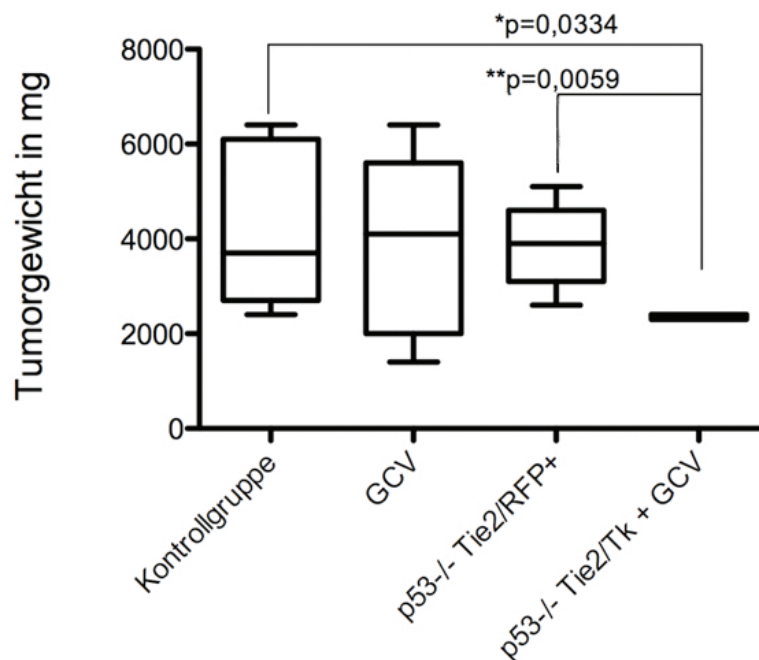 *p=0,0334
**p=0,0059
Tumorgewicht in mg
8000
6000
4000
2000
0
Kontrollgruppe
GCV
p53-/- Tie2/RFP+
p53-/- Tie2/Tk + GCV